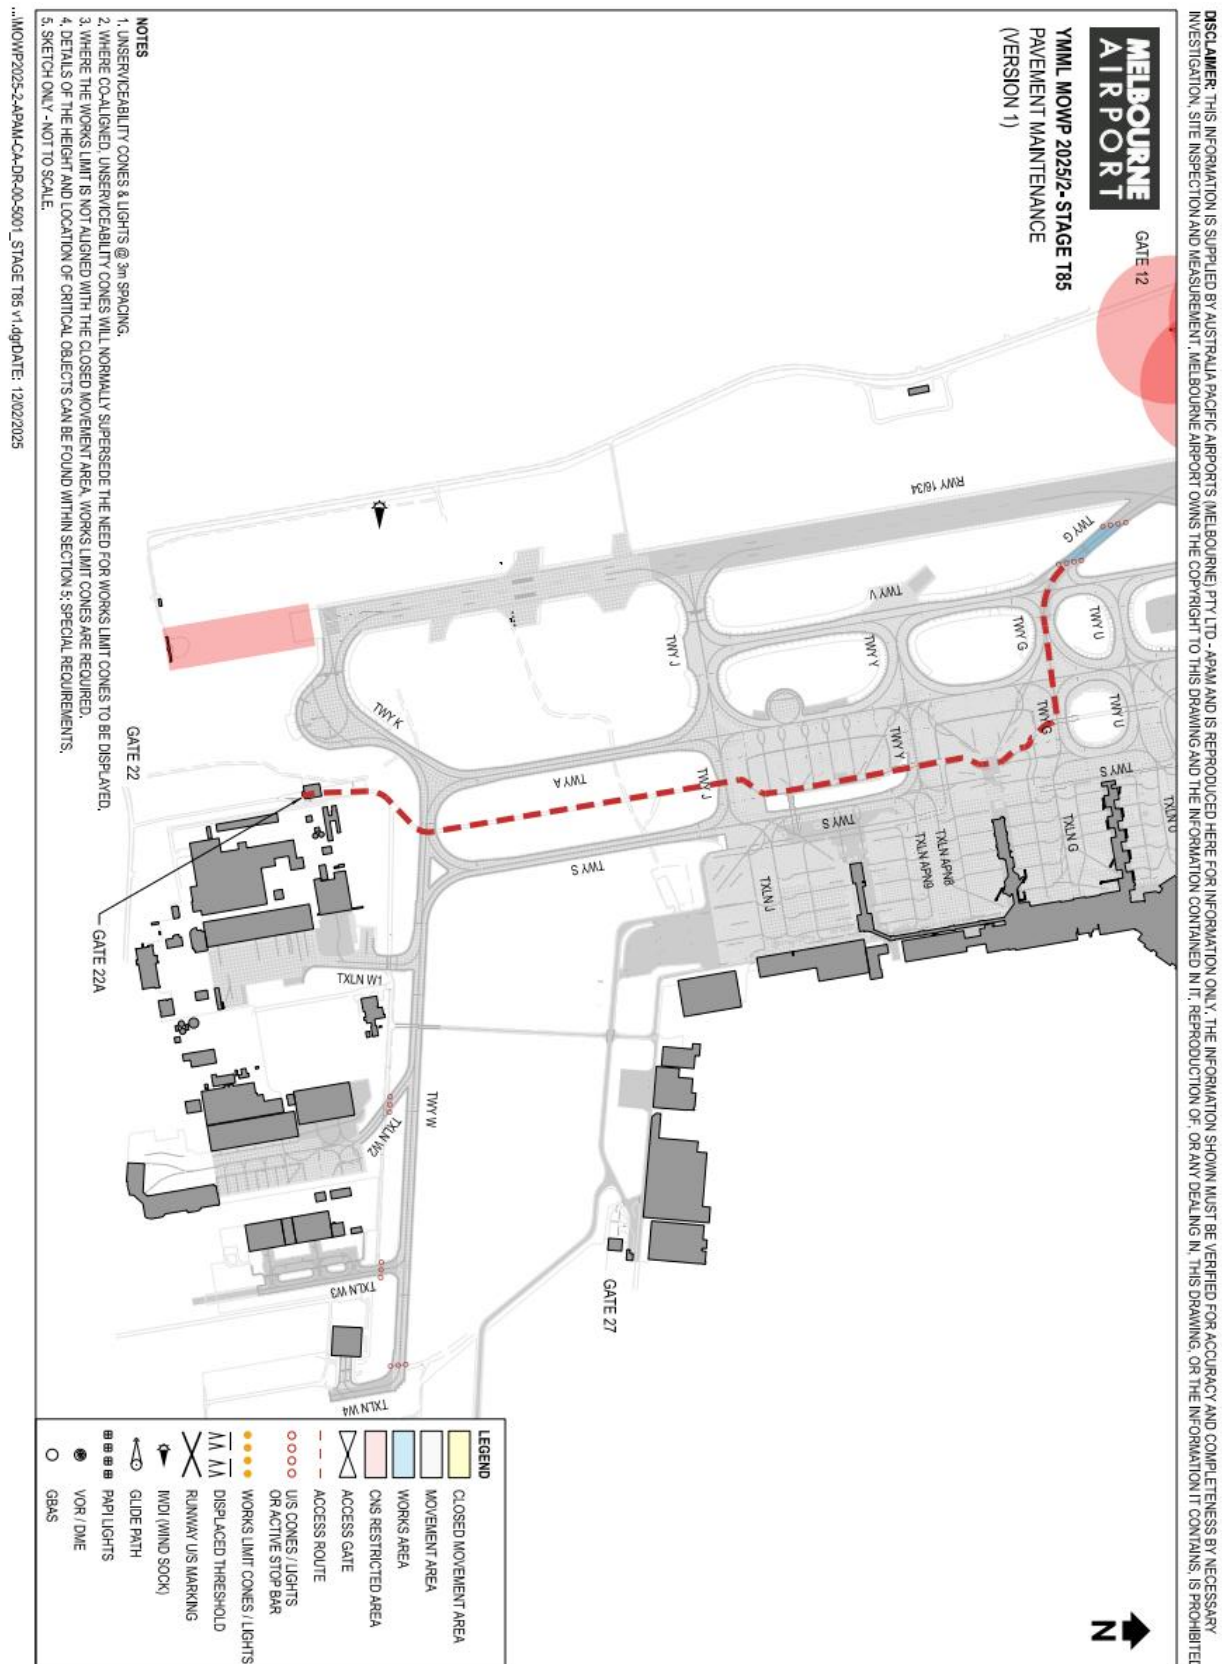 DISCLAIMER: THIS INFORMATION IS SUPPLIED BY AUSTRALIA PACIFIC AIRPORTS (MELBOURNE) PTY LTD - APAM AND IS REPRODUCED HERE FOR INFORMATION ONLY. THE INFORMATION SHOWN MUST BE VERIFIED FOR ACCURACY AND COMPLETENESS BY NECESSARY
INVESTIGATION, SITE INSPECTION AND MEASUREMENT. MELBOURNE AIRPORT OWNS THE COPYRIGHT TO THIS DRAWING AND THE INFORMATION CONTAINED IN IT. REPRODUCTION OF, OR ANY DEALING IN, THIS DRAWING, OR THE INFORMATION IT CONTAINS, IS PROHIBITED
MELBOURNE
AIRPORT
YMML MOWP 2025/2- STAGE T85
PAVEMENT MAINTENANCE
(VERSION 1)
GATE 12
N
RWY 16/34
TWY G
TWY U
TWY V
TWY G
TWY Y
TWY J
TWY U
TWY G
TWY Y
TWY J
TWY K
TWY A
TWY S
TWY S
TWY S
TXLN U
TXLN G
TXLN APN8
TXLN APN9
TXLN J
GATE 22
GATE 22A
TXLN W1
TWY W
TXLN W2
TXLN W3
TXLN W4
GATE 27
NOTES
1. UNSERVICEABILITY CONES & LIGHTS @ 3m SPACING.
2. WHERE CO-ALIGNED, UNSERVICEABILITY CONES WILL NORMALLY SUPERSEDE THE NEED FOR WORKS LIMIT CONES TO BE DISPLAYED.
3. WHERE THE WORKS LIMIT IS NOT ALIGNED WITH THE CLOSED MOVEMENT AREA, WORKS LIMIT CONES ARE REQUIRED.
4. DETAILS OF THE HEIGHT AND LOCATION OF CRITICAL OBJECTS CAN BE FOUND WITHIN SECTION 5; SPECIAL REQUIREMENTS.
5. SKETCH ONLY - NOT TO SCALE.
LEGEND
CLOSED MOVEMENT AREA
MOVEMENT AREA
WORKS AREA
CNS RESTRICTED AREA
ACCESS GATE
ACCESS ROUTE
U/S CONES / LIGHTS
OR ACTIVE STOP BAR
WORKS LIMIT CONES / LIGHTS
DISPLACED THRESHOLD
RUNWAY U/S MARKING
IWDI (WIND SOCK)
GLIDE PATH
PAPI LIGHTS
VOR / DME
GBAS
...\MOWP2025-2-APAM-CA-DR-00-5001_STAGE T85 v1.dgnDATE: 12/02/2025